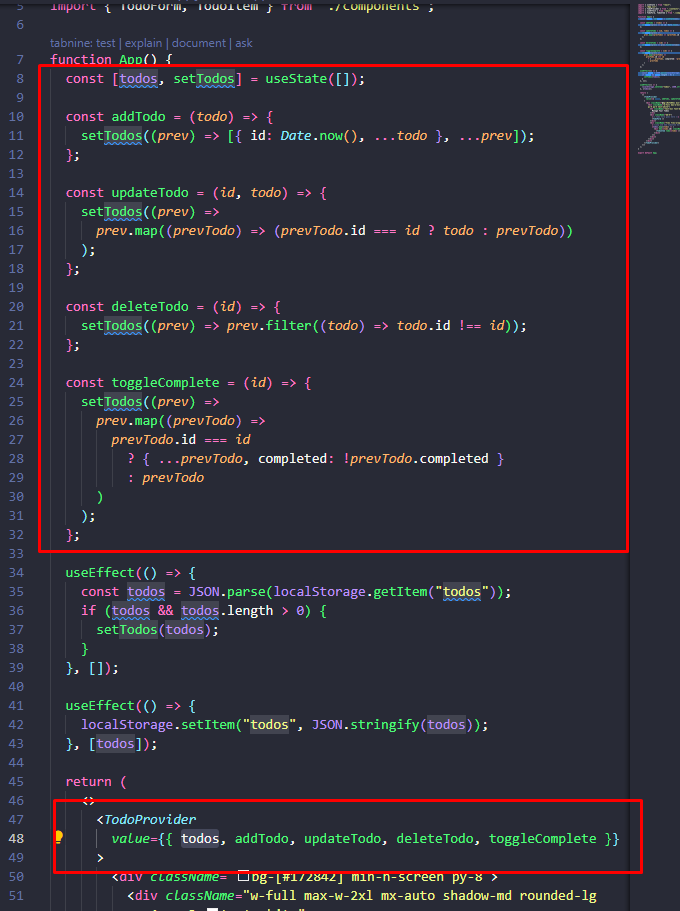 5 import { TodoForm, TodoItem } from "./components";
6
tabnine: test | explain | document | ask
7 function App() {
8 const [todos, setTodos] = useState([]);
9
10 const addTodo = (todo) => {
11 setTodos((prev) => [{ id: Date.now(), ...todo }, ...prev]);
12 };
13
14 const updateTodo = (id, todo) => {
15 setTodos((prev) =>
16 prev.map((prevTodo) => (prevTodo.id === id ? todo : prevTodo))
17 );
18 };
19
20 const deleteTodo = (id) => {
21 setTodos((prev) => prev.filter((todo) => todo.id !== id));
22 };
23
24 const toggleComplete = (id) => {
25 setTodos((prev) =>
26 prev.map((prevTodo) =>
27 prevTodo.id === id
28 ? { ...prevTodo, completed: !prevTodo.completed }
29 : prevTodo
30 )
31 );
32 };
33
34 useEffect(() => {
35 const todos = JSON.parse(localStorage.getItem("todos"));
36 if (todos && todos.length > 0) {
37 setTodos(todos);
38 }
39 }, []);
40
41 useEffect(() => {
42 localStorage.setItem("todos", JSON.stringify(todos));
43 }, [todos]);
44
45 return (
46 <>
47 <TodoProvider
48 value={{ todos, addTodo, updateTodo, deleteTodo, toggleComplete }}
49 >
50 <div className="bg-[#172842] min-h-screen py-8">
51 <div className="w-full max-w-2xl mx-auto shadow-md rounded-lg